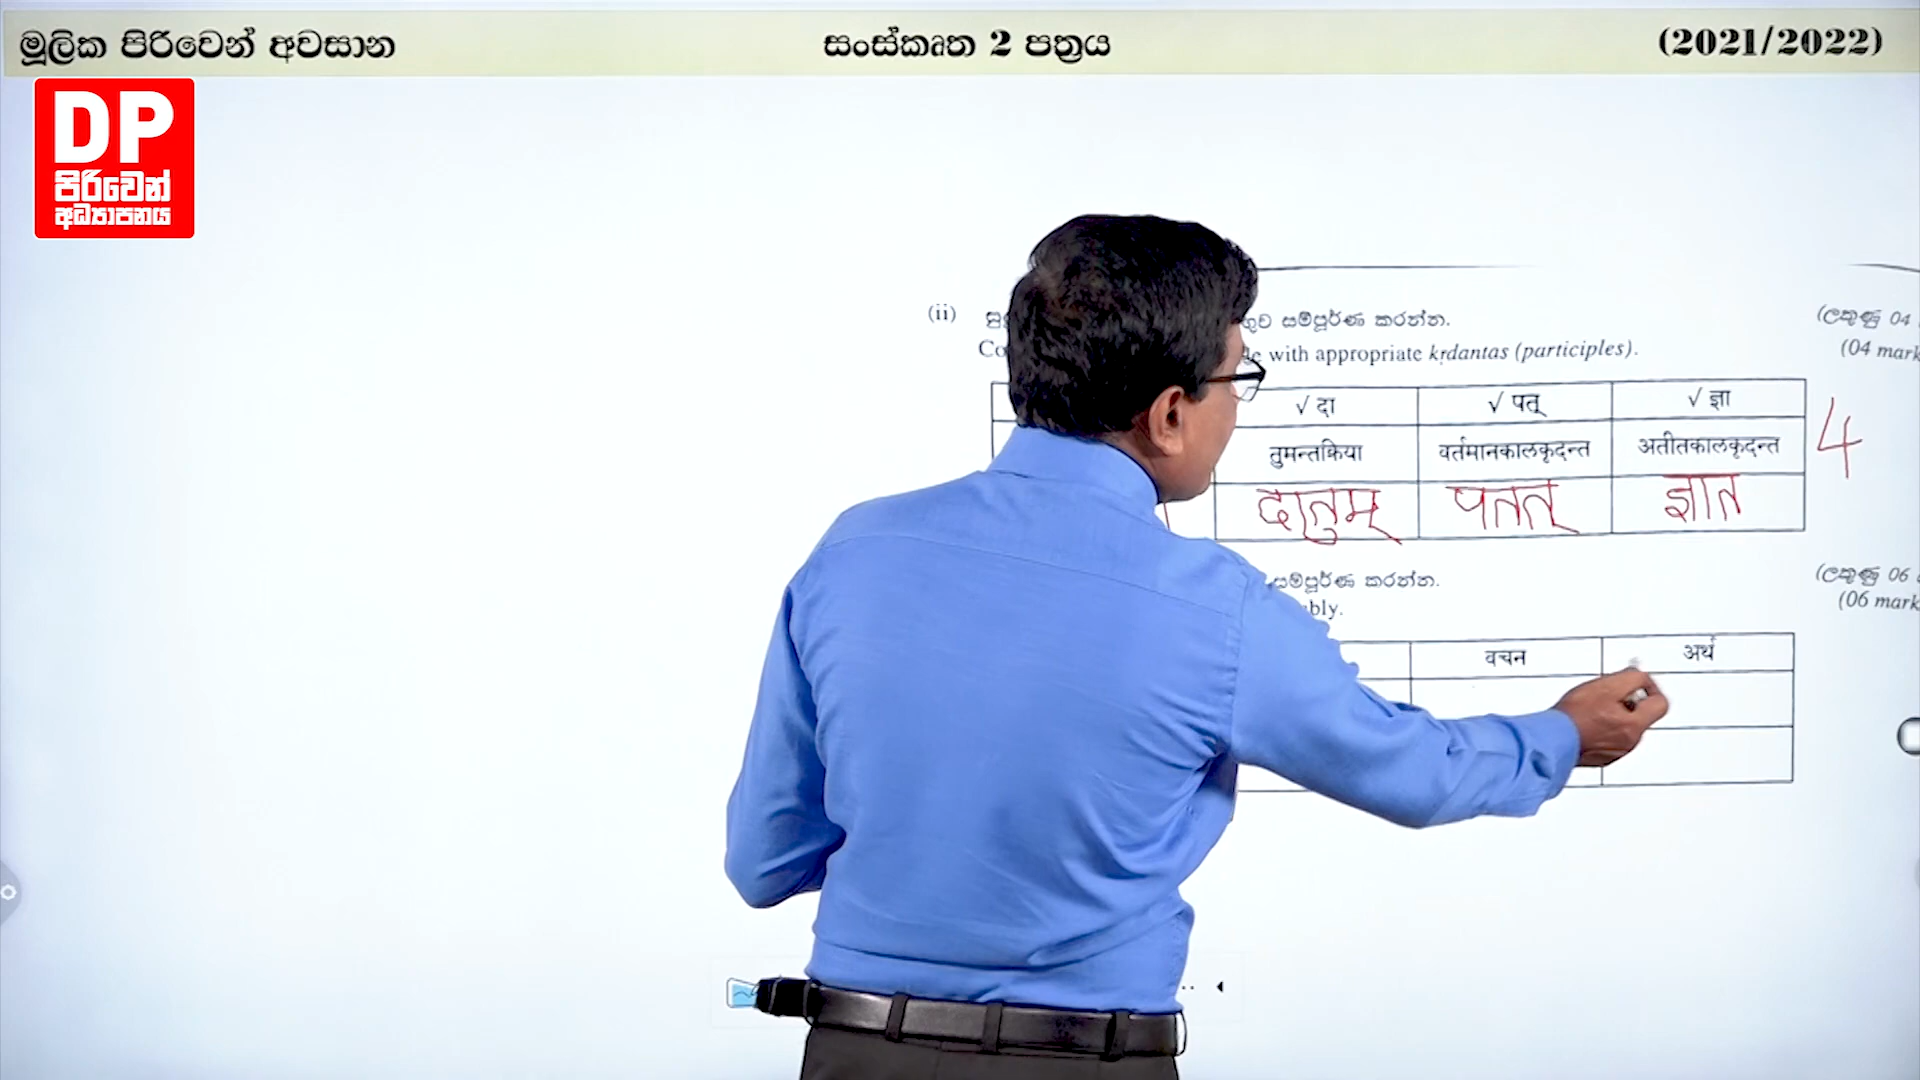 මූලික පිරිවෙන් අවසාන
සංස්කෘත 2 පත්‍රය
(2021/2022)
DP
පිරිවෙන්
අධ්‍යාපනය
(ii)
සම්පූර්ණ කරන්න.
(ලකුණු 04
with appropriate kṛdantas (participles).
(04 mark
√ दा
√ पत्
√ ज्ञा
तुमन्तक्रिया
वर्तमानकालकृदन्त
अतीतकालकृदन्त
4
दातुम्
पतत्
ज्ञात
සම්පූර්ණ කරන්න.
(ලකුණු 06
(06 mark
वचन
अर्थ